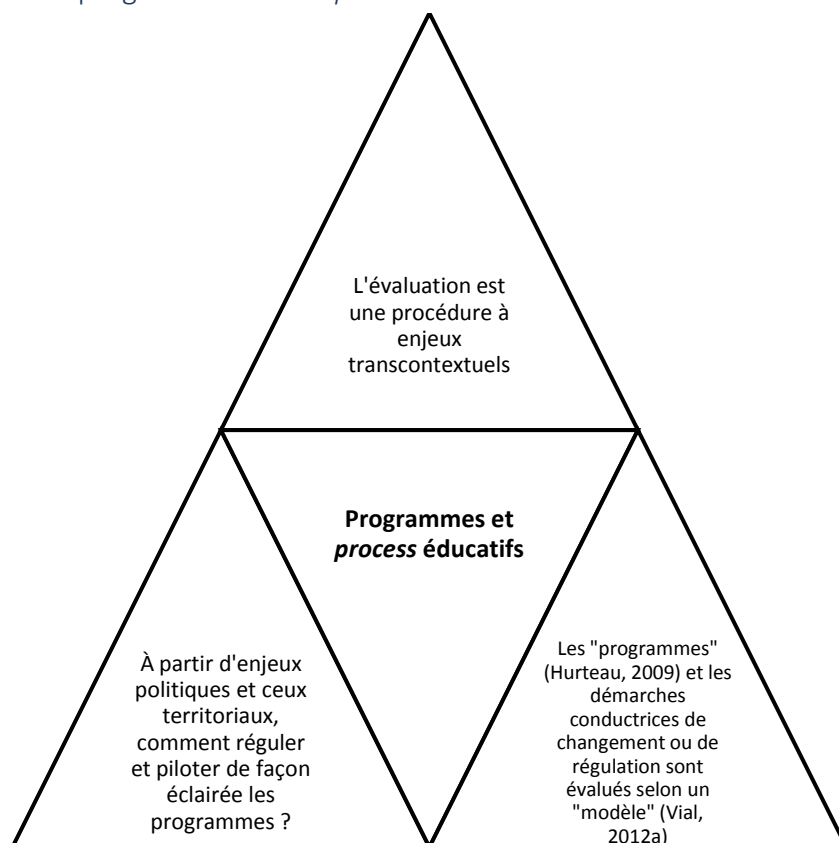 L'évaluation est
une procédure à
enjeux
transcontextuels
Programmes et
process éducatifs
À partir d'enjeux
politiques et ceux
territoriaux,
comment réguler
et piloter de façon
éclairée les
programmes ?
Les "programmes"
(Hurteau, 2009) et les
démarches
conductrices de
changement ou de
régulation sont
évalués selon un
"modèle" (Vial,
2012a)